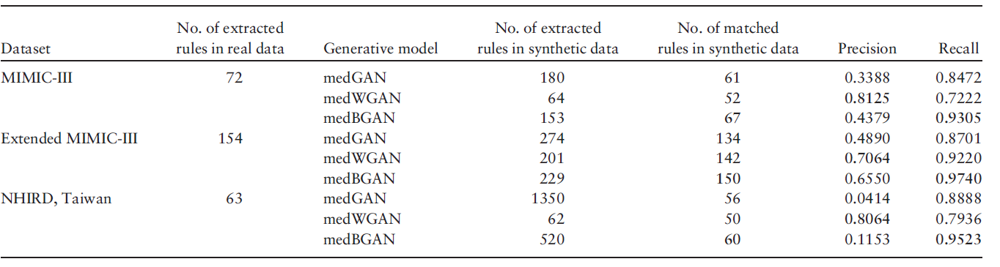 No. of extracted No. of extracted No. of matched
Dataset rules in real data Generative model rules in synthetic data rules in synthetic data Precision Recall
MIMIC-III 72 medGAN 180 61 0.3388 0.8472
medWGAN 64 52 0.8125 0.7222
medBGAN 153 67 0.4379 0.9305
Extended MIMIC-III 154 medGAN 274 134 0.4890 0.8701
medWGAN 201 142 0.7064 0.9220
medBGAN 229 150 0.6550 0.9740
NHIRD, Taiwan 63 medGAN 1350 56 0.0414 0.8888
medWGAN 62 50 0.8064 0.7936
medBGAN 520 60 0.1153 0.9523